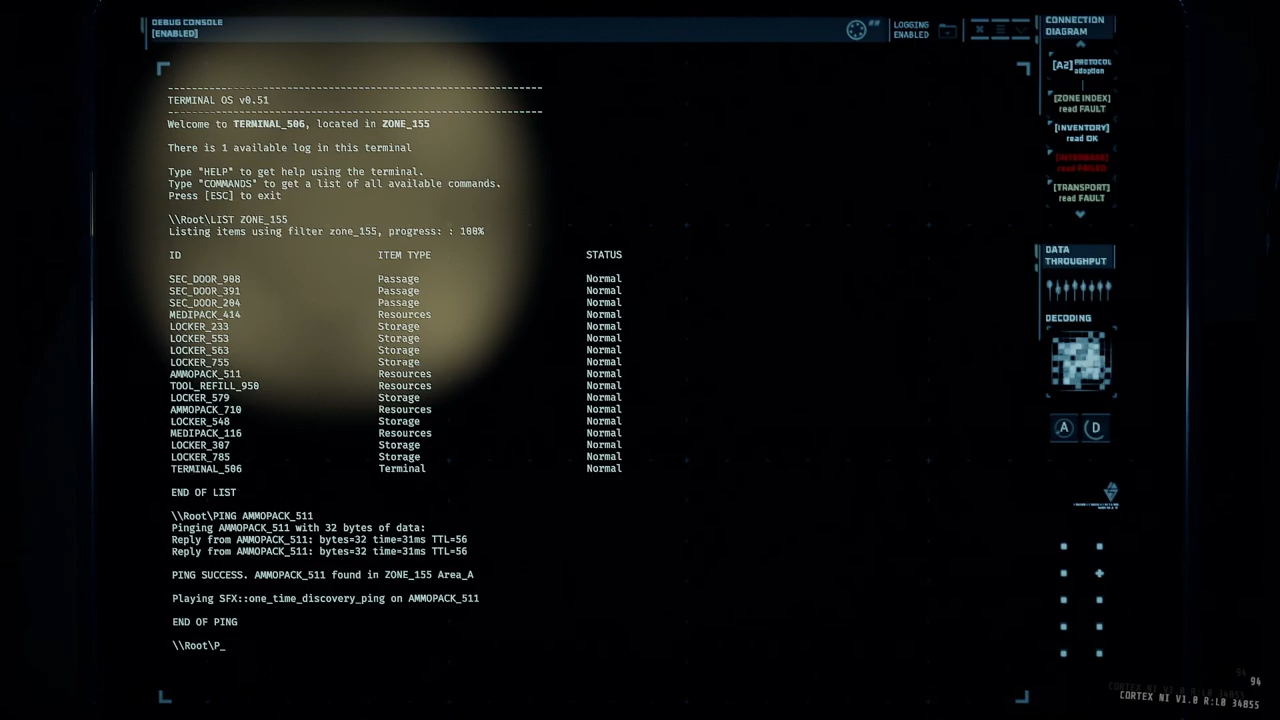 DEBUG CONSOLE
[ENABLED]
LOGGING
ENABLED
CONNECTION
DIAGRAM
[A2] PROTOCOL
adoption
[ZONE INDEX]
read FAULT
[INVENTORY]
read OK
[INTERBASE]
read FAILED
[TRANSPORT]
read FAULT
DATA
THROUGHPUT
DECODING
A D
--------------------------------------------------------------
TERMINAL OS v0.51
--------------------------------------------------------------
Welcome to TERMINAL_506, located in ZONE_155
There is 1 available log in this terminal
Type "HELP" to get help using the terminal.
Type "COMMANDS" to get a list of all available commands.
Press [ESC] to exit
\\Root\LIST ZONE_155
Listing items using filter zone_155, progress: : 100%
ID ITEM TYPE STATUS
SEC_DOOR_908 Passage Normal
SEC_DOOR_391 Passage Normal
SEC_DOOR_204 Passage Normal
MEDIPACK_414 Resources Normal
LOCKER_233 Storage Normal
LOCKER_553 Storage Normal
LOCKER_563 Storage Normal
LOCKER_755 Storage Normal
AMMOPACK_511 Resources Normal
TOOL_REFILL_950 Resources Normal
LOCKER_579 Storage Normal
AMMOPACK_710 Resources Normal
LOCKER_548 Storage Normal
MEDIPACK_116 Resources Normal
LOCKER_307 Storage Normal
LOCKER_785 Storage Normal
TERMINAL_506 Terminal Normal
END OF LIST
\\Root\PING AMMOPACK_511
Pinging AMMOPACK_511 with 32 bytes of data:
Reply from AMMOPACK_511: bytes=32 time=31ms TTL=56
Reply from AMMOPACK_511: bytes=32 time=31ms TTL=56
PING SUCCESS. AMMOPACK_511 found in ZONE_155 Area_A
Playing SFX::one_time_discovery_ping on AMMOPACK_511
END OF PING
\\Root\P_
94
CORTEX NI V1.0 R:L0 34855